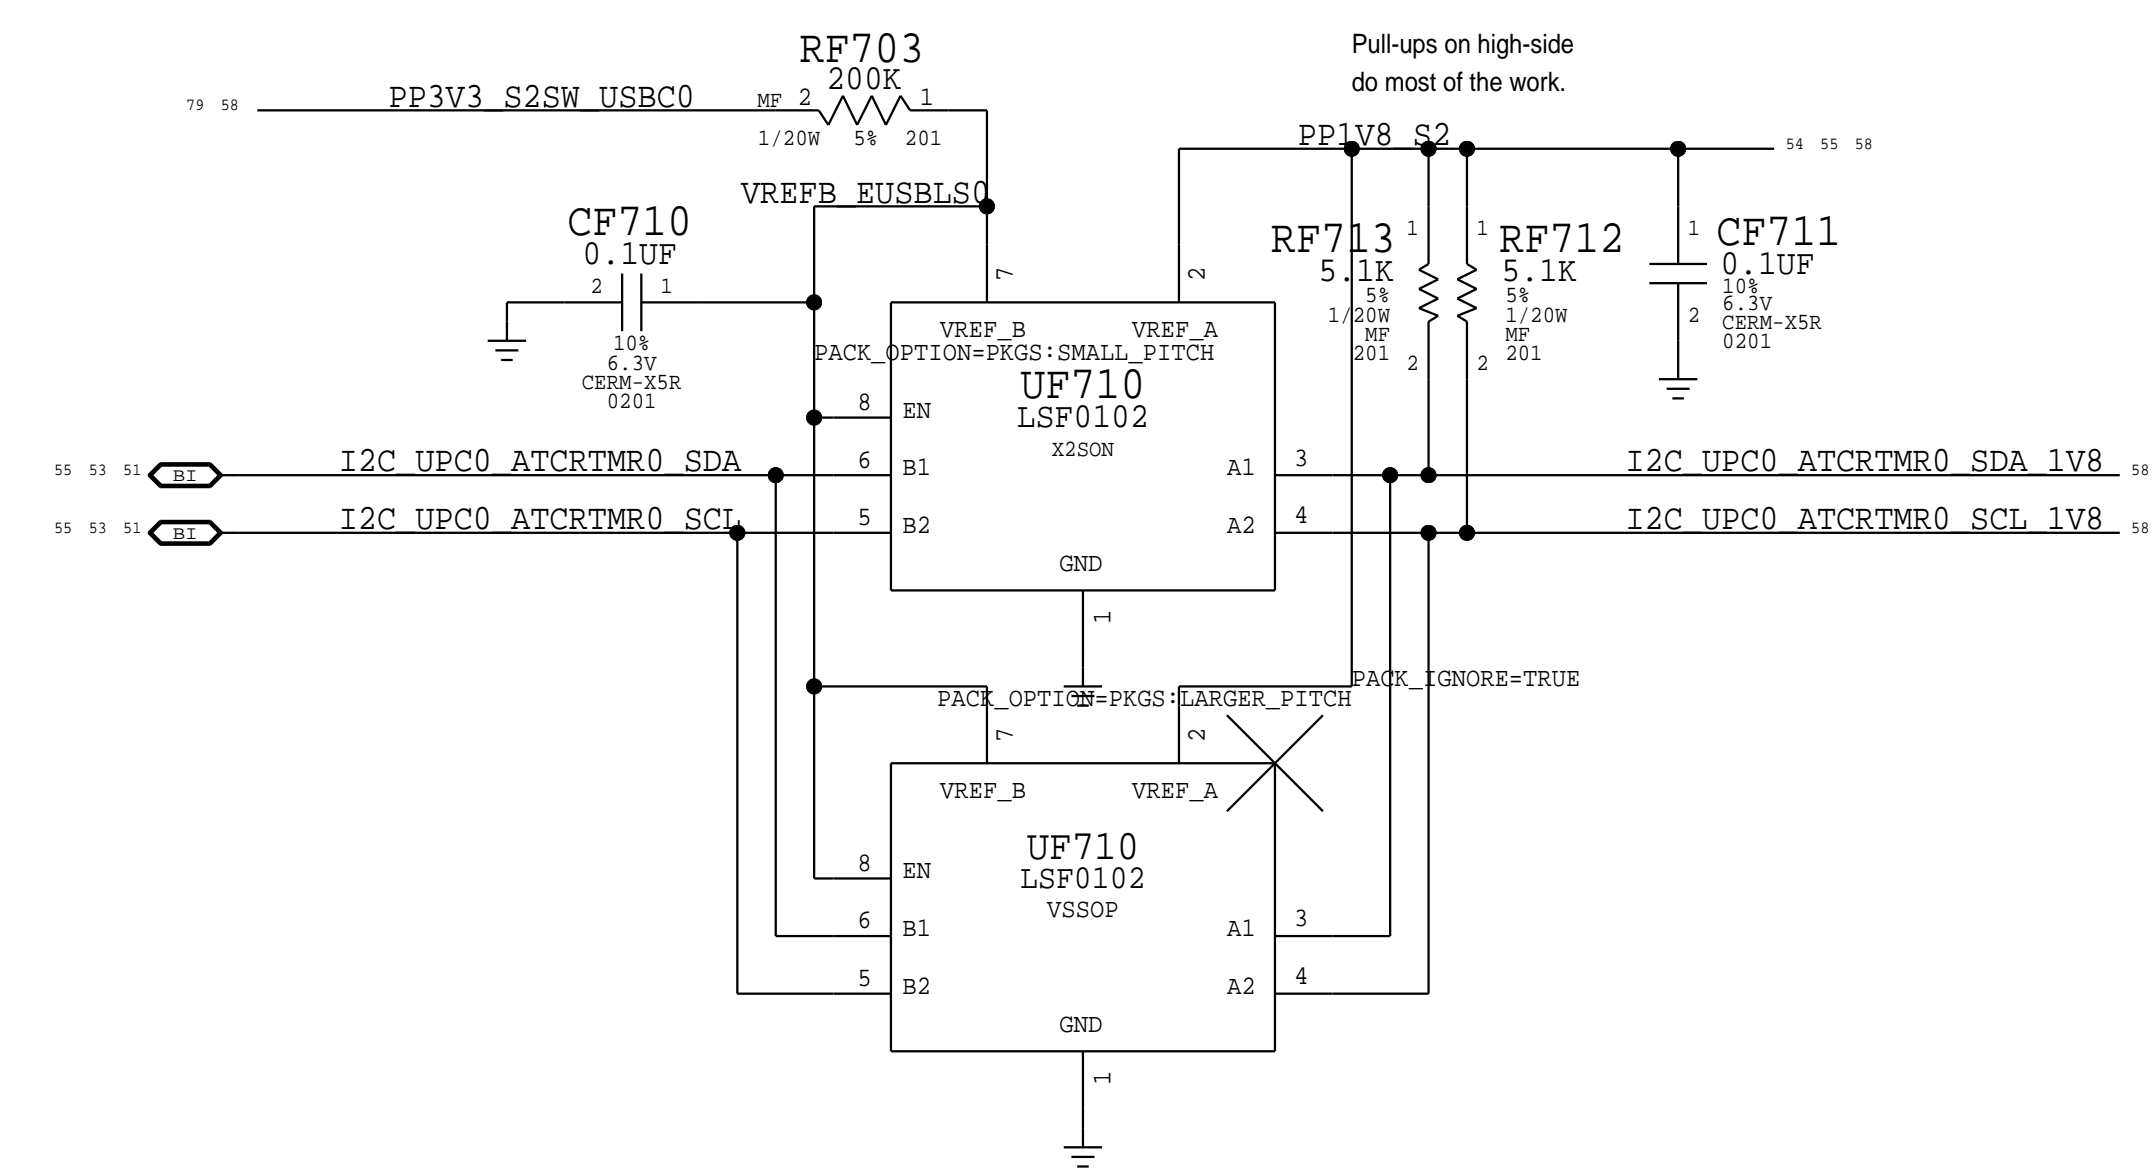 Pull-ups on high-side
do most of the work.
RF703
200K
79 58
PP3V3_S2SW_USBC0
MF 2 1
1/20W 5% 201
PP1V8_S2
54 55 58
VREFB_EUSBLS0
CF710
0.1UF
2 1
10%
6.3V
CERM-X5R
0201
7
2
RF713
5.1K
5%
1/20W
MF
201
1
2
1
2
RF712
5.1K
5%
1/20W
MF
201
1
2
CF711
0.1UF
10%
6.3V
CERM-X5R
0201
VREF_B VREF_A
PACK_OPTION=PKGS:SMALL_PITCH
UF710
LSF0102
X2SON
8 EN
55 53 51 BI I2C_UPC0_ATCRTMR0_SDA 6 B1 A1 3 I2C_UPC0_ATCRTMR0_SDA_1V8 58
55 53 51 BI I2C_UPC0_ATCRTMR0_SCL 5 B2 A2 4 I2C_UPC0_ATCRTMR0_SCL_1V8 58
GND
1
PACK_IGNORE=TRUE
PACK_OPTION=PKGS:LARGER_PITCH
7 2
VREF_B VREF_A
UF710
LSF0102
VSSOP
8 EN
6 B1 A1 3
5 B2 A2 4
GND
1